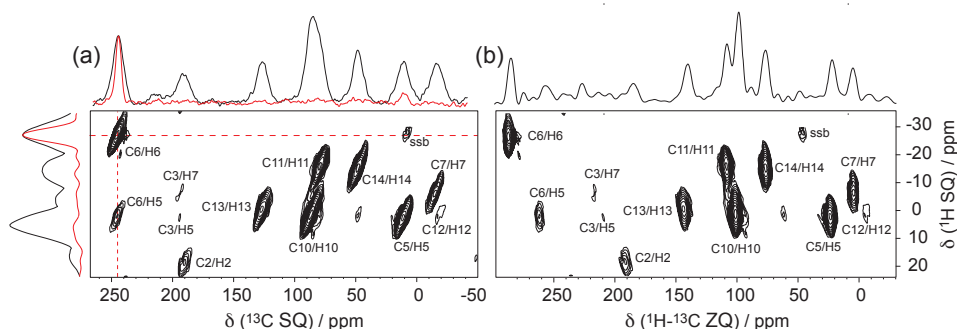 (a)
C6/H6
ssb
C11/H11
C3/H7
C14/H14
C7/H7
C6/H5
C13/H13
C3/H5
C12/H12
C10/H10
C5/H5
C2/H2
250 200 150 100 50 0 -50
δ (¹³C SQ) / ppm
(b)
C6/H6
ssb
C11/H11
C3/H7
C14/H14
C7/H7
C6/H5
C13/H13
C3/H5
C12/H12
C10/H10
C5/H5
C2/H2
250 200 150 100 50 0
δ (¹H-¹³C ZQ) / ppm
-30
-20
-10
0
10
20
δ (¹H SQ) / ppm